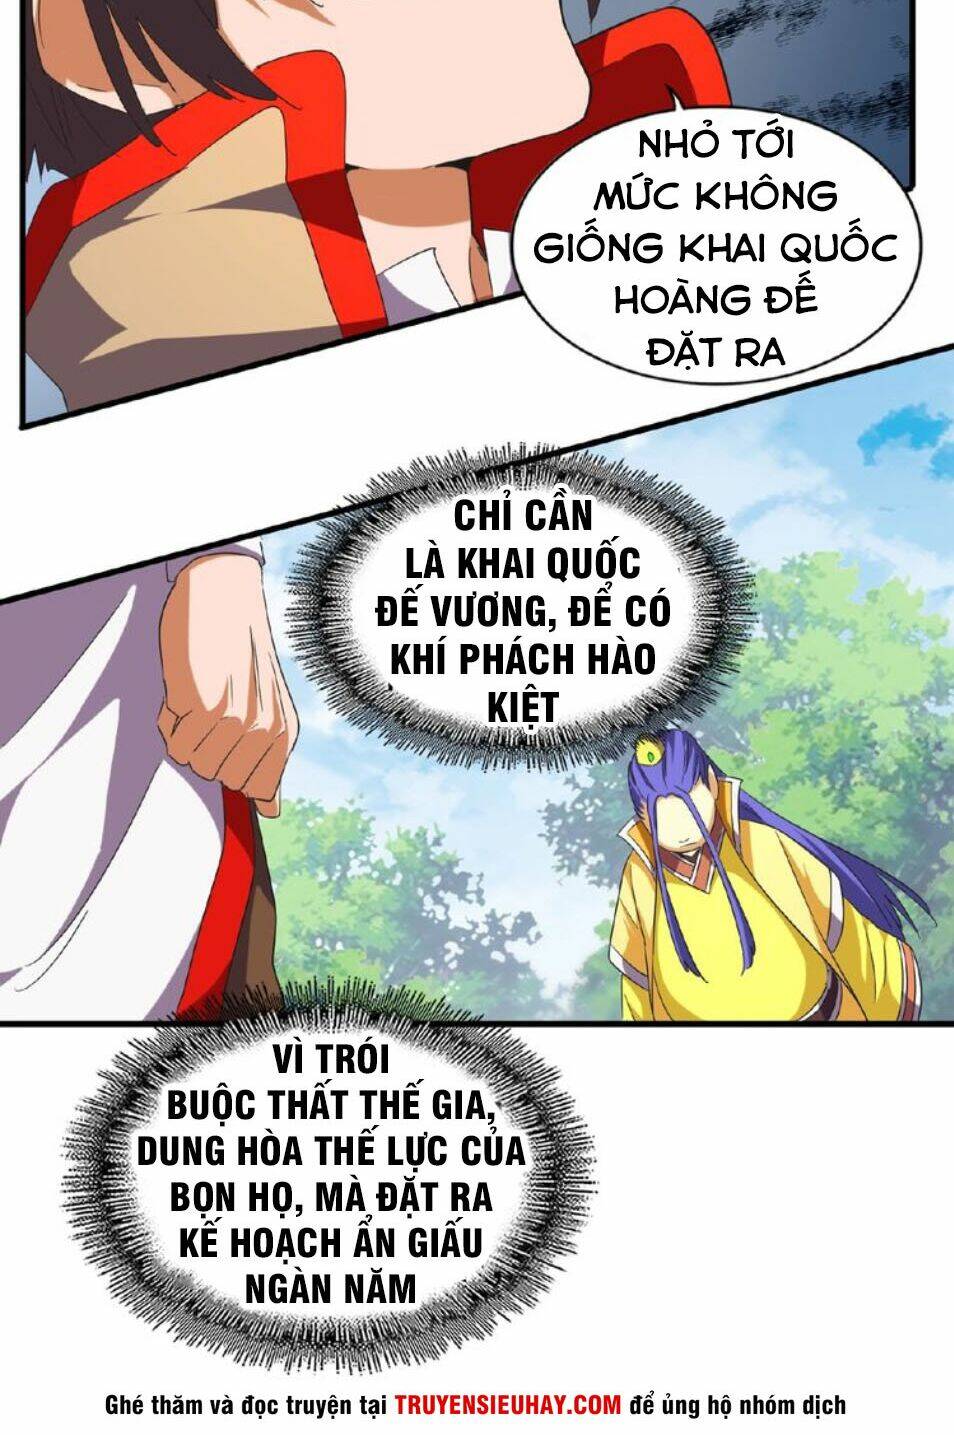 NHỎ TỚI
MỨC KHÔNG
GIỐNG KHAI QUỐC
HOÀNG ĐẾ
ĐẶT RA
CHỈ CẦN
LÀ KHAI QUỐC
ĐẾ VƯƠNG, ĐỂ CÓ
KHÍ PHÁCH HÀO
KIỆT
VÌ TRÓI
BUỘC THẤT THẾ GIA,
DUNG HÒA THẾ LỰC CỦA
BỌN HỌ, MÀ ĐẶT RA
KẾ HOẠCH ẨN GIẤU
NGÀN NĂM
Ghé thăm và đọc truyện tại TRUYENSIEUHAY.COM để ủng hộ nhóm dịch